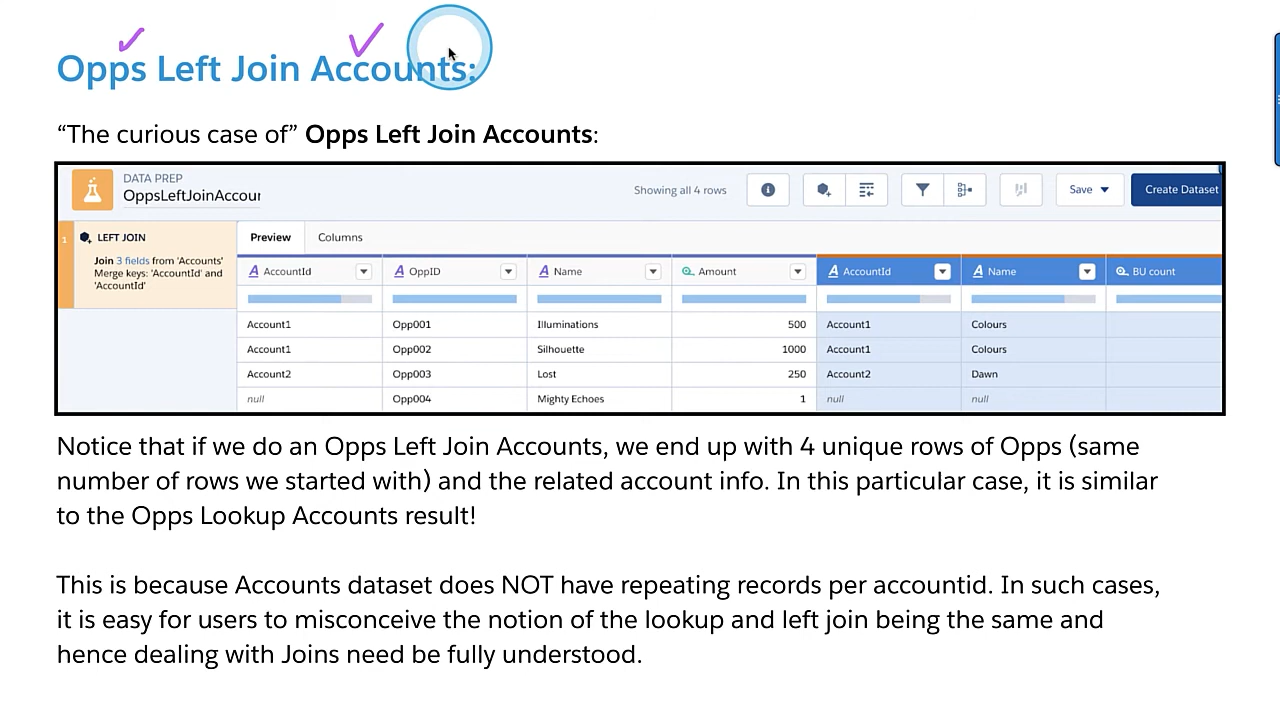 Opps Left Join Accounts:
“The curious case of” Opps Left Join Accounts:
DATA PREP
OppsLeftJoinAccour
Showing all 4 rows
Save
Create Dataset
1
LEFT JOIN
Join 3 fields from 'Accounts'
Merge keys: 'AccountId' and
'AccountId'
Preview Columns
AccountId OppID Name Amount AccountId Name BU count
Account1 Opp001 Illuminations 500 Account1 Colours
Account1 Opp002 Silhouette 1000 Account1 Colours
Account2 Opp003 Lost 250 Account2 Dawn
null Opp004 Mighty Echoes 1 null null
Notice that if we do an Opps Left Join Accounts, we end up with 4 unique rows of Opps (same
number of rows we started with) and the related account info. In this particular case, it is similar
to the Opps Lookup Accounts result!
This is because Accounts dataset does NOT have repeating records per accountid. In such cases,
it is easy for users to misconceive the notion of the lookup and left join being the same and
hence dealing with Joins need be fully understood.